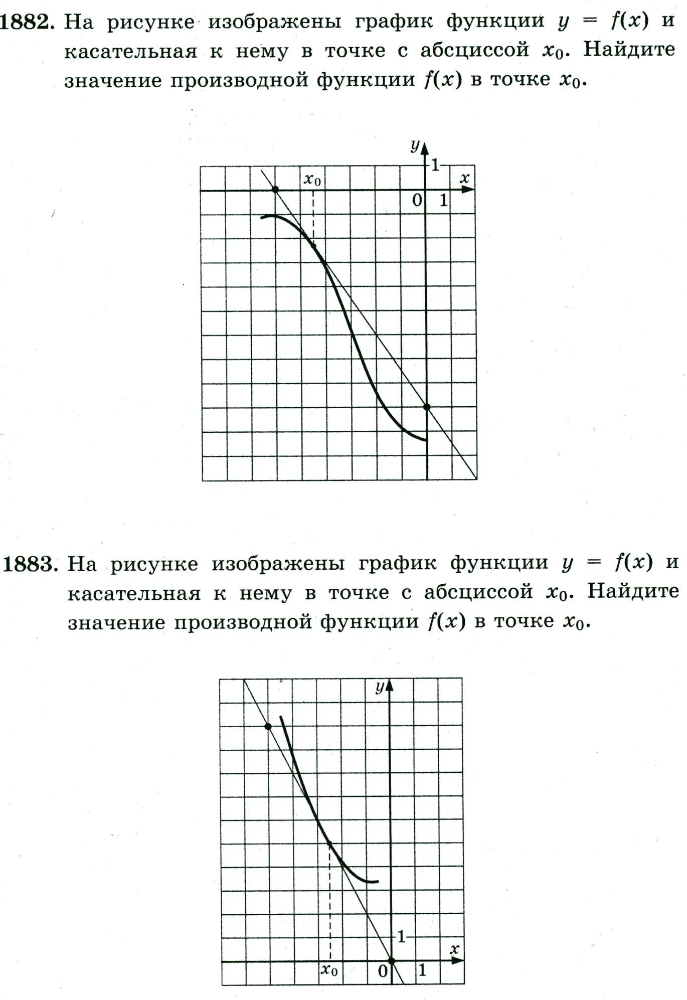 1882. На рисунке изображены график функции y = f(x) и
касательная к нему в точке с абсциссой x₀. Найдите
значение производной функции f(x) в точке x₀.
y
1
x₀
x
0 1
1883. На рисунке изображены график функции y = f(x) и
касательная к нему в точке с абсциссой x₀. Найдите
значение производной функции f(x) в точке x₀.
y
1
x
x₀ 0 1